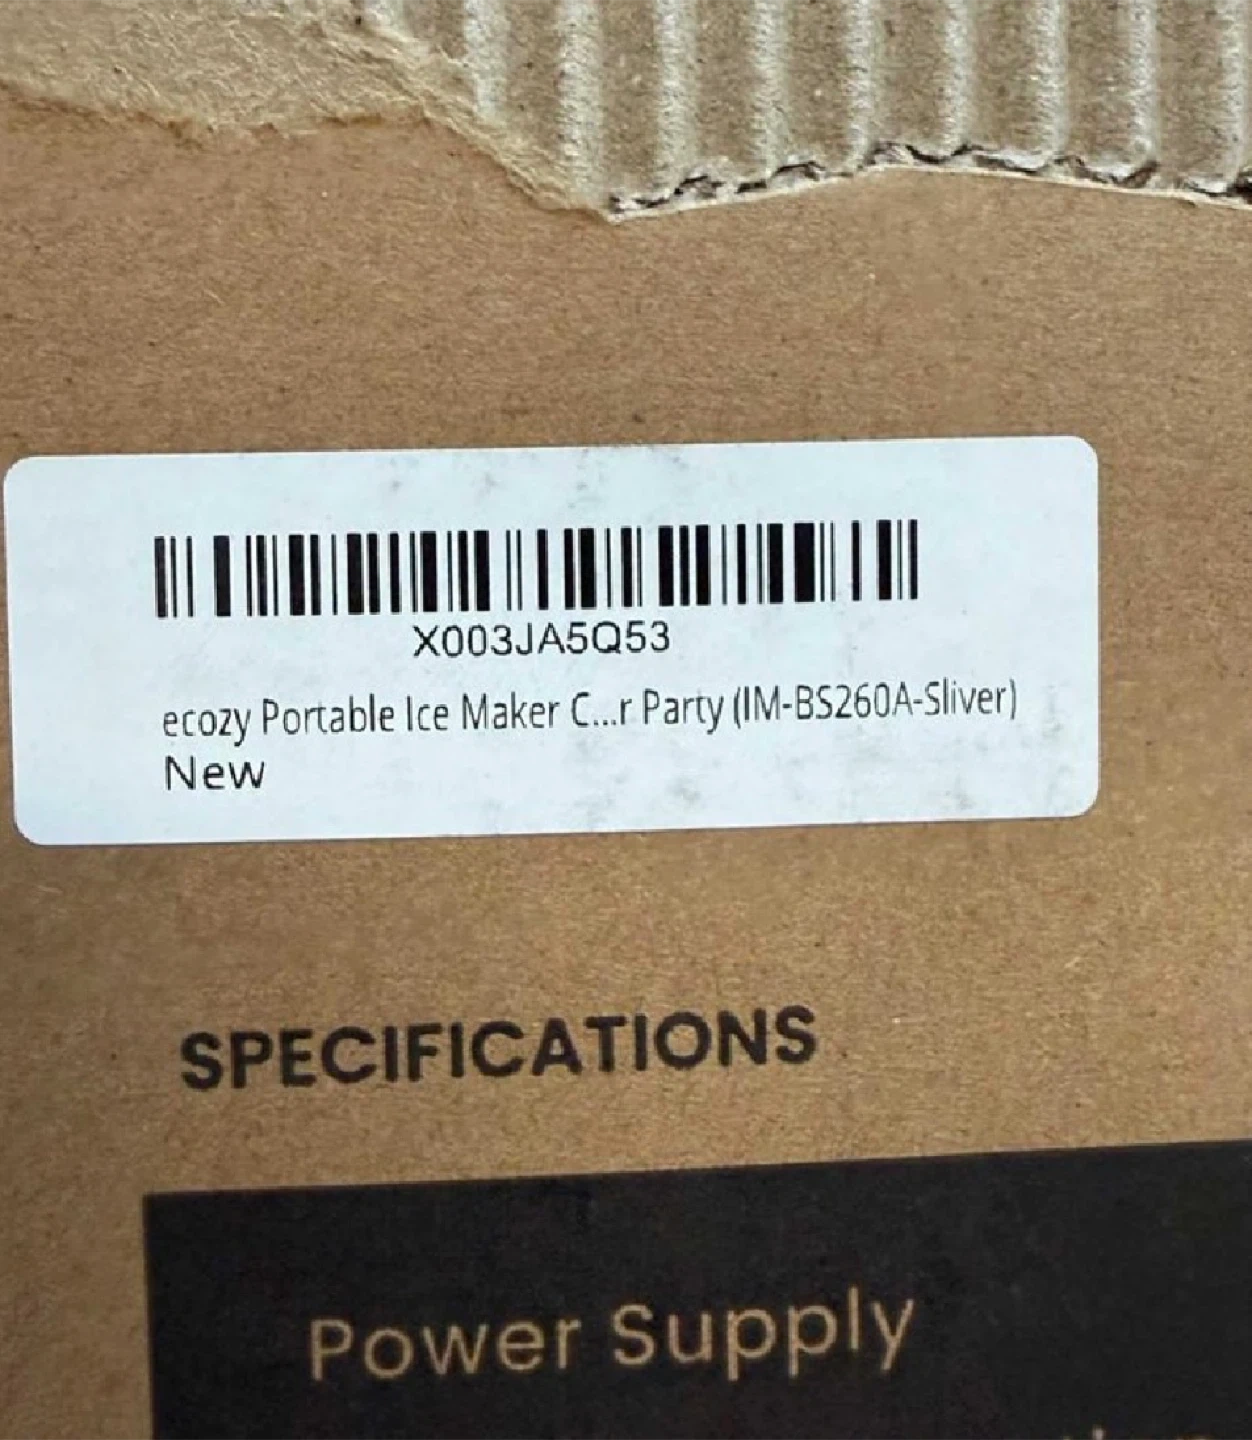 X003JA5Q53
ecozy Portable Ice Maker C...r Party (IM-BS260A-Sliver)
New
SPECIFICATIONS
Power Supply